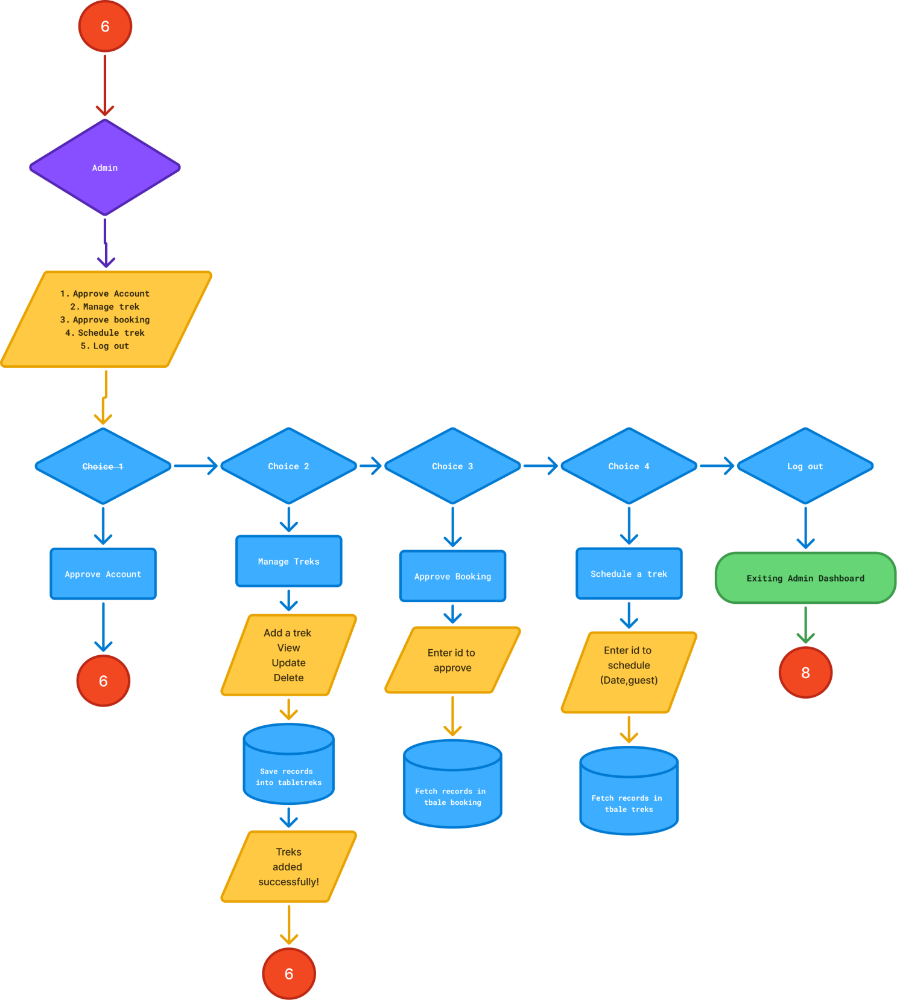 6
Admin
1. Approve Account
2. Manage trek
3. Approve booking
4. Schedule trek
5. Log out
Choice 1
Choice 2
Choice 3
Choice 4
Log out
Approve Account
Manage Treks
Approve Booking
Schedule a trek
Exiting Admin Dashboard
6
Add a trek
View
Update
Delete
Enter id to
approve
Enter id to
schedule
(Date,guest)
8
Save records
into tabletreks
Fetch records in
tbale booking
Fetch records in
tbale treks
Treks
added
successfully!
6